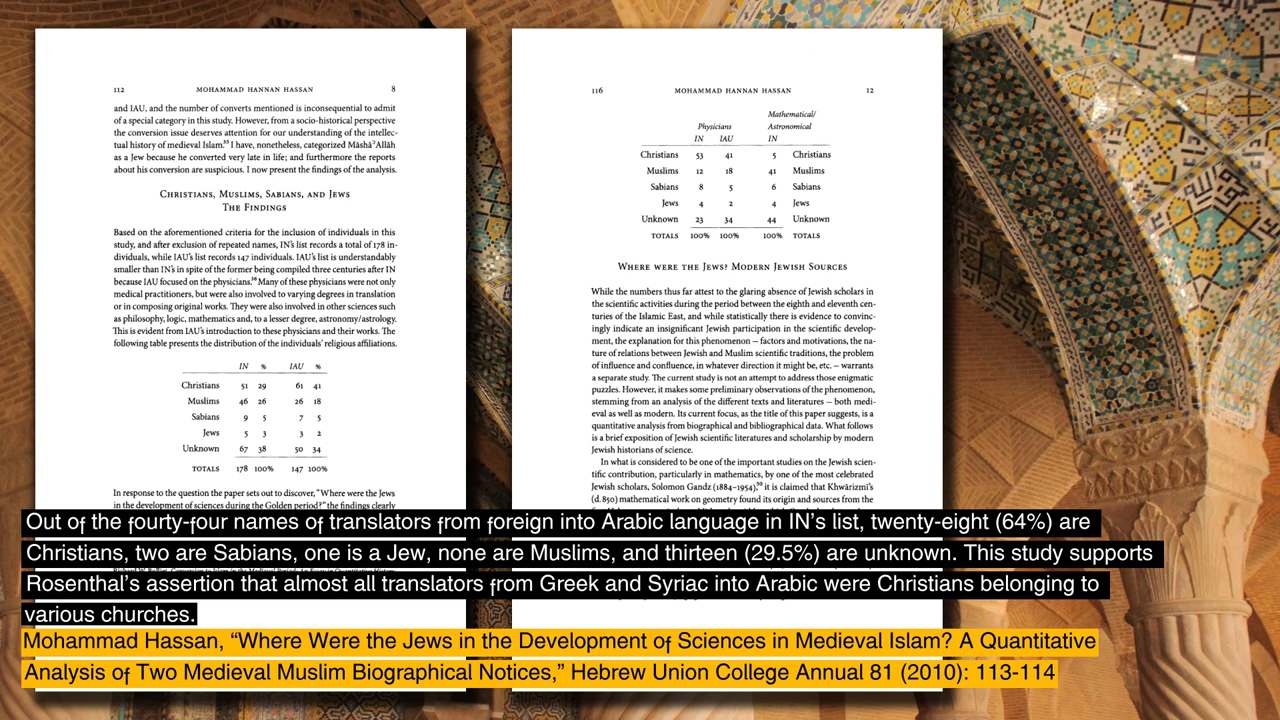 112 MOHAMMAD HANNAN HASSAN 8
and IAU, and the number of converts mentioned is inconsequential to admit
of a special category in this study. However, from a socio-historical perspective
the conversion issue deserves attention for our understanding of the intellec-
tual history of medieval Islam.³⁵ I have, nonetheless, categorized Māshāʾallāh
as a Jew because he converted very late in life; and furthermore the reports
about his conversion are suspicious. I now present the findings of the analysis.
Christians, Muslims, Sabians, and Jews
The Findings
Based on the aforementioned criteria for the inclusion of individuals in this
study, and after exclusion of repeated names, IN's list records a total of 178 in-
dividuals, while IAU's list records 147 individuals. IAU's list is understandably
smaller than IN's in spite of the former being compiled three centuries after IN
because IAU focused on the physicians.³⁶ Many of these physicians were not only
medical practitioners, but were also involved to varying degrees in translation
or in composing original works. They were also involved in other sciences such
as philosophy, logic, mathematics and, to a lesser degree, astronomy/astrology.
This is evident from IAU's introduction to these physicians and their works. The
following table presents the distribution of the individuals' religious affiliations.
IN % IAU %
Christians 51 29 61 41
Muslims 46 26 26 18
Sabians 9 5 7 5
Jews 5 3 3 2
Unknown 67 38 50 34
TOTALS 178 100% 147 100%
In response to the question the paper sets out to discover, "Where were the Jews
in the development of sciences during the Golden period?" the findings clearly
116 MOHAMMAD HANNAN HASSAN 12
Mathematical/
Physicians Astronomical
IN IAU IN
Christians 53 41 5 Christians
Muslims 12 18 41 Muslims
Sabians 8 5 6 Sabians
Jews 4 2 4 Jews
Unknown 23 34 44 Unknown
TOTALS 100% 100% 100% TOTALS
Where were the Jews? Modern Jewish Sources
While the numbers thus far attest to the glaring absence of Jewish scholars in
the scientific activities during the period between the eighth and eleventh cen-
turies of the Islamic East, and while statistically there is evidence to convinc-
ingly indicate an insignificant Jewish participation in the scientific develop-
ment, the explanation for this phenomenon – factors and motivations, the na-
ture of relations between Jewish and Muslim scientific traditions, the problem
of influence and confluence, in whatever direction it might be, etc. – warrants
a separate study. The current study is not an attempt to address those enigmatic
puzzles. However, it makes some preliminary observations of the phenomenon,
stemming from an analysis of the different texts and literatures – both medi-
eval as well as modern. Its current focus, as the title of this paper suggests, is a
quantitative analysis from biographical and bibliographical data. What follows
is a brief exposition of Jewish scientific literatures and scholarship by modern
Jewish historians of science.
In what is considered to be one of the important studies on the Jewish scien-
tific contribution, particularly in mathematics, by one of the most celebrated
Jewish scholars, Solomon Gandz (1884–1954),⁵⁰ it is claimed that Khwārizmī's
(d. 850) mathematical work on geometry found its origin and sources from the
Out of the fourty-four names of translators from foreign into Arabic language in IN's list, twenty-eight (64%) are
Christians, two are Sabians, one is a Jew, none are Muslims, and thirteen (29.5%) are unknown. This study supports
Rosenthal's assertion that almost all translators from Greek and Syriac into Arabic were Christians belonging to
various churches.
Mohammad Hassan, "Where Were the Jews in the Development of Sciences in Medieval Islam? A Quantitative
Analysis of Two Medieval Muslim Biographical Notices," Hebrew Union College Annual 81 (2010): 113-114